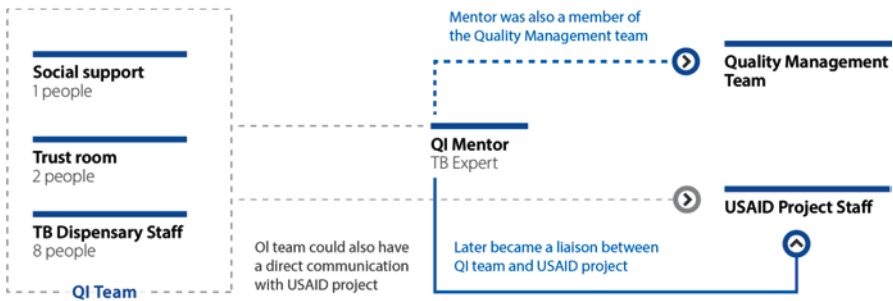 Mentor was also a member of
the Quality Management team
Social support
1 people
Quality Management
Team
Trust room
2 people
QI Mentor
TB Expert
TB Dispensary Staff
8 people
USAID Project Staff
OI team could also have
a direct communication
with USAID project
Later became a liaison between
QI team and USAID project
QI Team